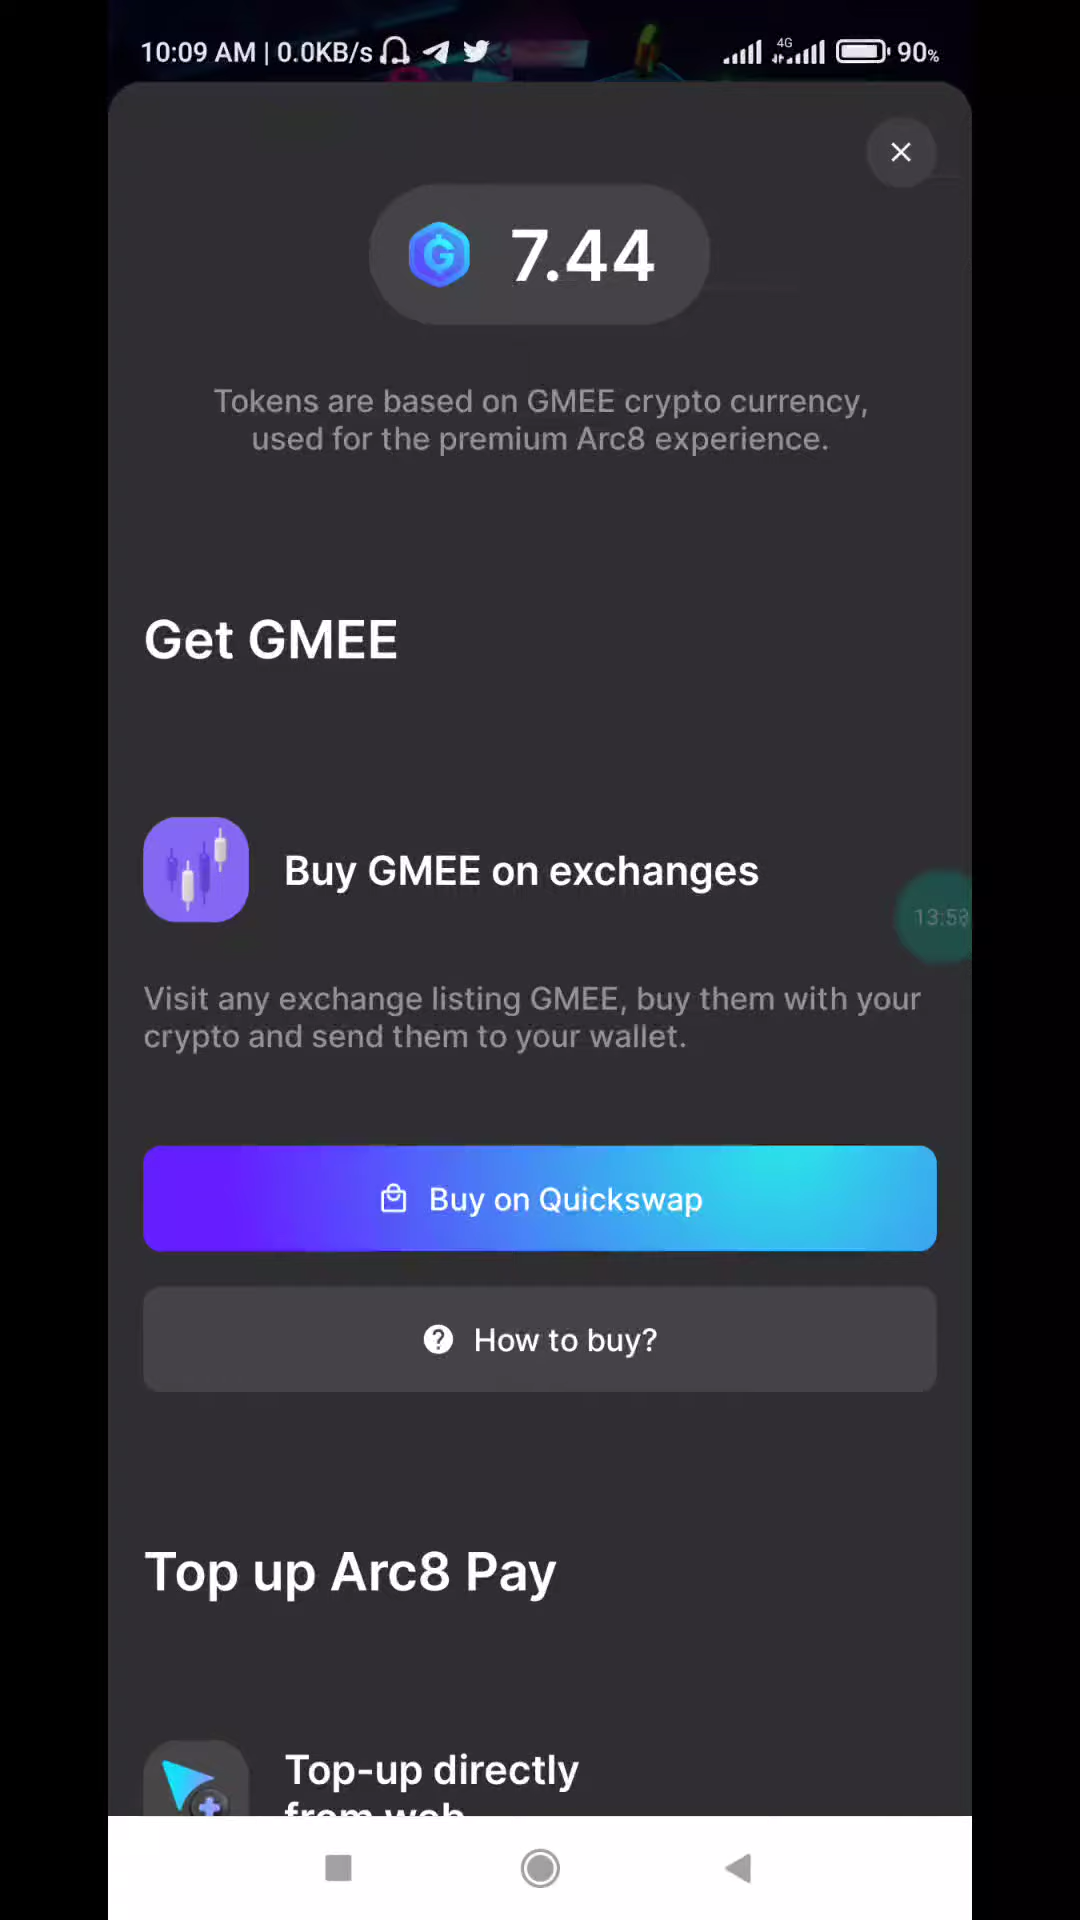 10:09 AM | 0.0KB/s 4G 90%
7.44
Tokens are based on GMEE crypto currency,
used for the premium Arc8 experience.
Get GMEE
Buy GMEE on exchanges
Visit any exchange listing GMEE, buy them with your
crypto and send them to your wallet.
Buy on Quickswap
How to buy?
Top up Arc8 Pay
Top-up directly
from web